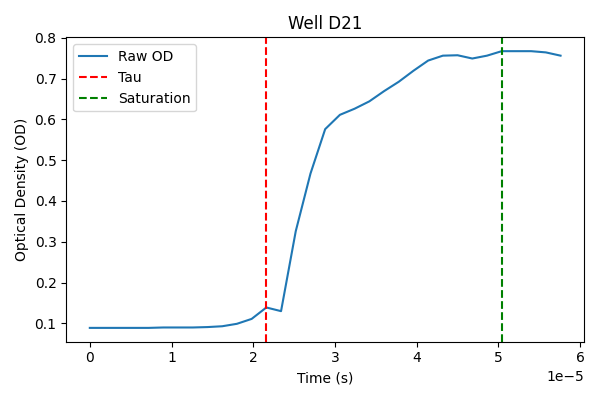 Well D21
Optical Density (OD)
0.8
0.7
0.6
0.5
0.4
0.3
0.2
0.1
Raw OD
Tau
Saturation
0 1 2 3 4 5 6
1e−5
Time (s)